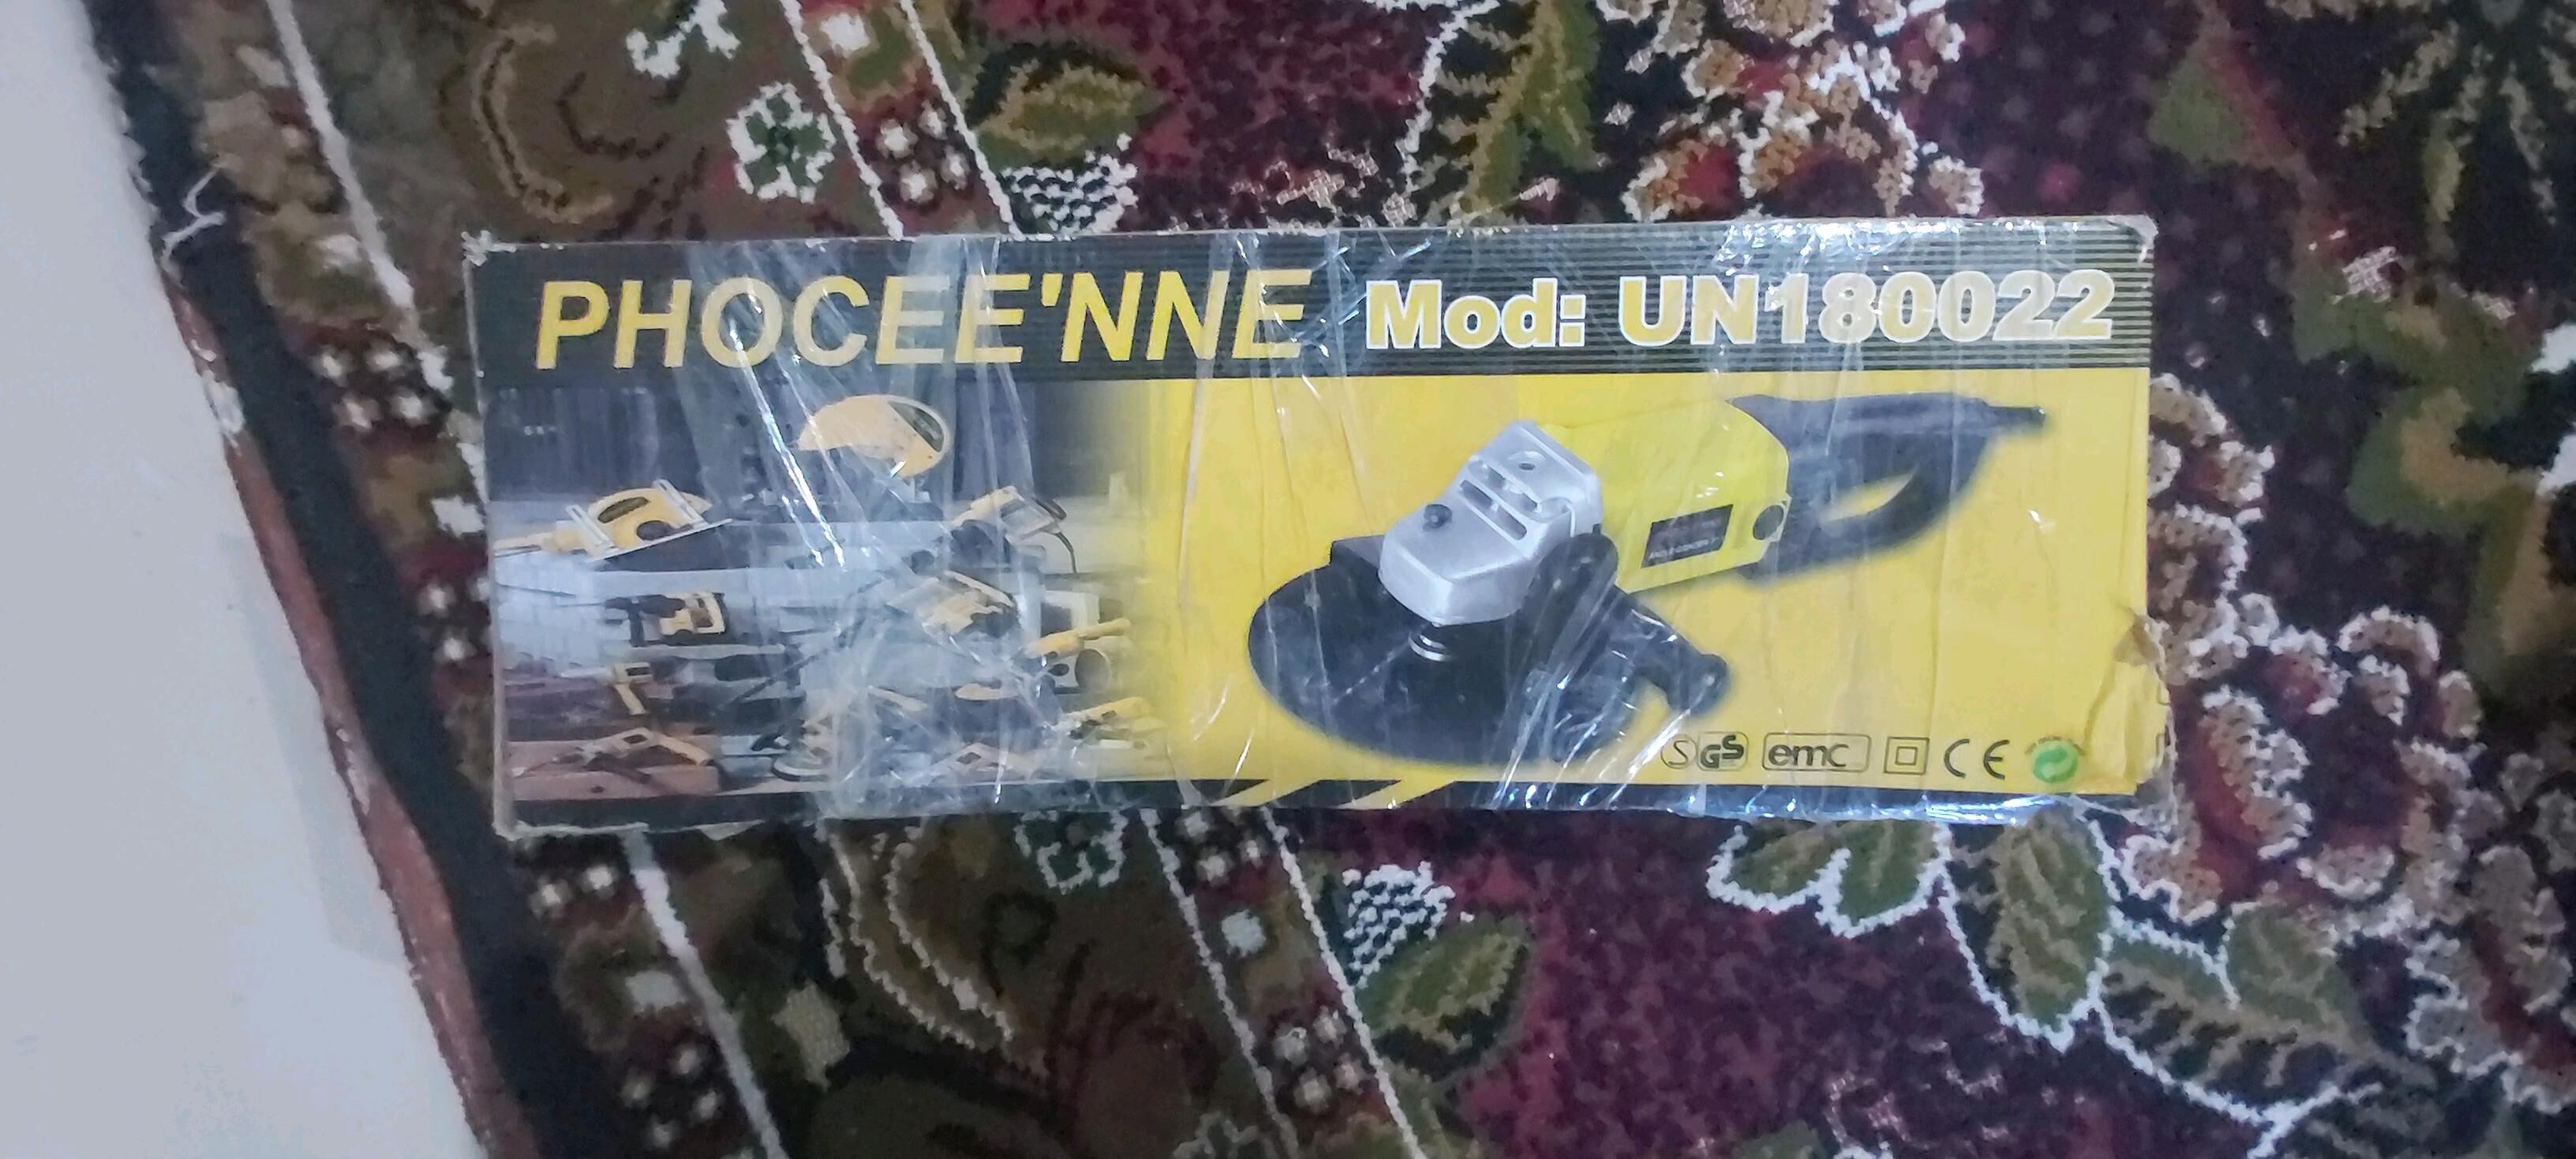 PHOCEE'NNE Mod: UN180022
S GS emc CE